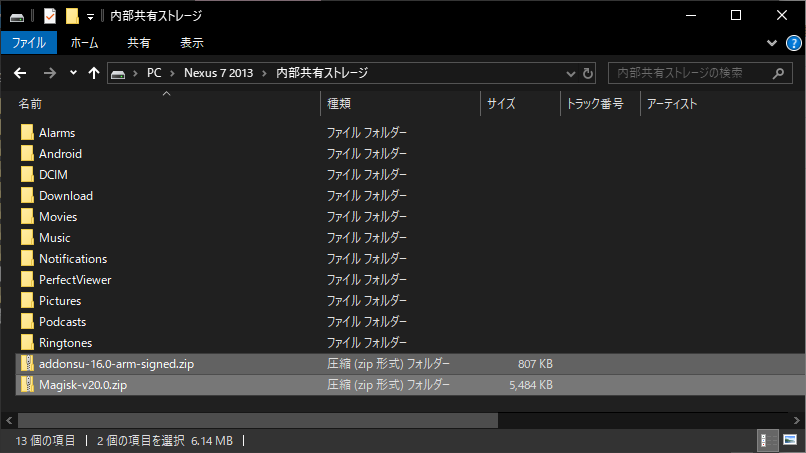 内部共有ストレージ
ファイル ホーム 共有 表示
PC > Nexus 7 2013 > 内部共有ストレージ 内部共有ストレージの検索
名前 種類 サイズ トラック番号 アーティスト
Alarms ファイル フォルダー
Android ファイル フォルダー
DCIM ファイル フォルダー
Download ファイル フォルダー
Movies ファイル フォルダー
Music ファイル フォルダー
Notifications ファイル フォルダー
PerfectViewer ファイル フォルダー
Pictures ファイル フォルダー
Podcasts ファイル フォルダー
Ringtones ファイル フォルダー
addonsu-16.0-arm-signed.zip 圧縮 (zip 形式) フォルダー 807 KB
Magisk-v20.0.zip 圧縮 (zip 形式) フォルダー 5,484 KB
13 個の項目 | 2 個の項目を選択 6.14 MB |